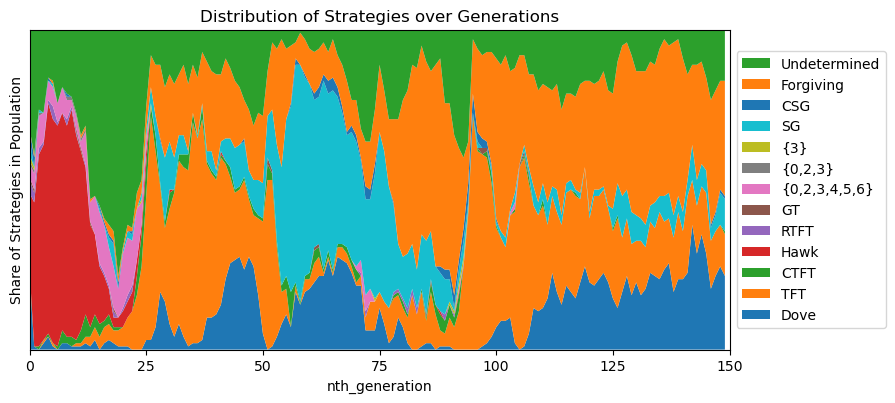 Distribution of Strategies over Generations
Share of Strategies in Population
Undetermined
Forgiving
CSG
SG
{3}
{0,2,3}
{0,2,3,4,5,6}
GT
RTFT
Hawk
CTFT
TFT
Dove
0 25 50 75 100 125 150
nth_generation